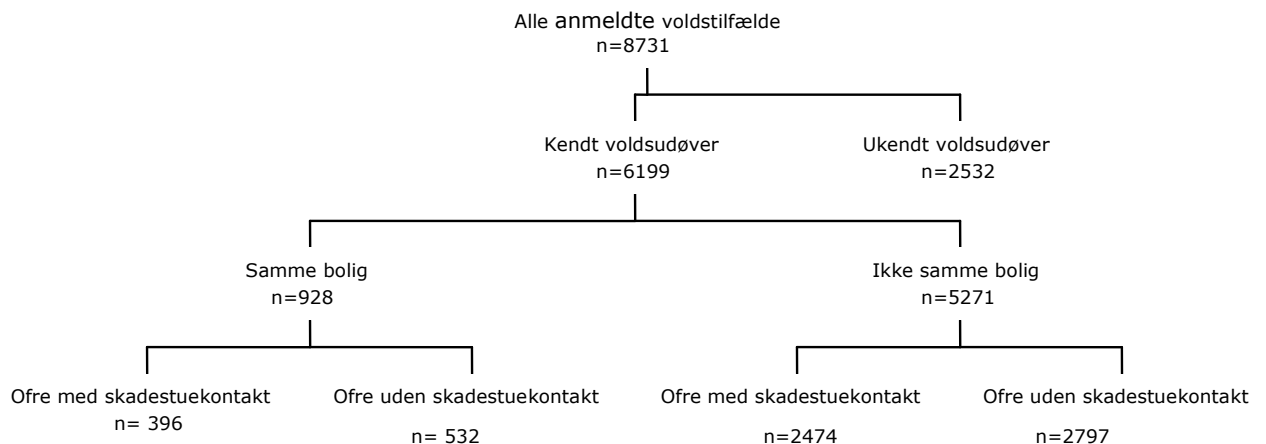 Alle anmeldte voldstilfælde
n=8731
Kendt voldsudøver
n=6199
Ukendt voldsudøver
n=2532
Samme bolig
n=928
Ikke samme bolig
n=5271
Ofre med skadestuekontakt
n= 396
Ofre uden skadestuekontakt
n= 532
Ofre med skadestuekontakt
n=2474
Ofre uden skadestuekontakt
n=2797